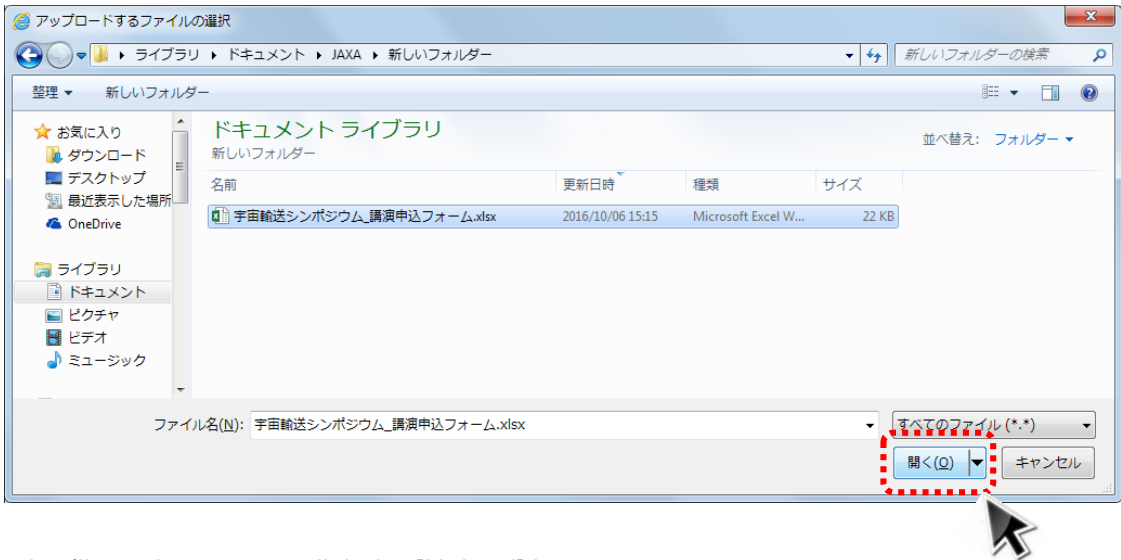 アップロードするファイルの選択
ライブラリ ▸ ドキュメント ▸ JAXA ▸ 新しいフォルダー
新しいフォルダーの検索
整理 新しいフォルダー
お気に入り
ダウンロード
デスクトップ
最近表示した場所
OneDrive
ライブラリ
ドキュメント
ピクチャ
ビデオ
ミュージック
ドキュメント ライブラリ
新しいフォルダー
並べ替え: フォルダー
名前 更新日時 種類 サイズ
宇宙輸送シンポジウム_講演申込フォーム.xlsx 2016/10/06 15:15 Microsoft Excel W... 22 KB
ファイル名(N): 宇宙輸送シンポジウム_講演申込フォーム.xlsx
すべてのファイル (*.*)
開く(O) キャンセル